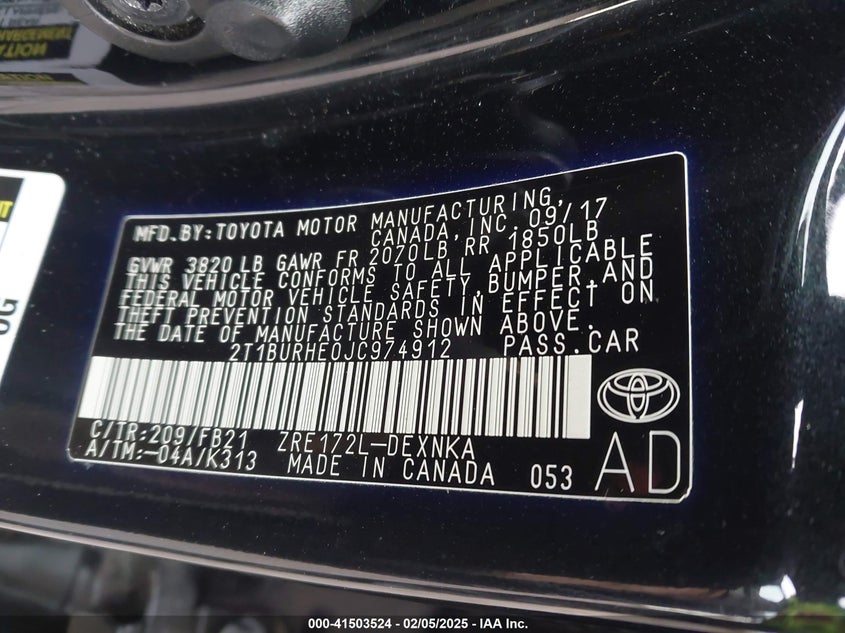 MFD.BY:TOYOTA MOTOR MANUFACTURING,
CANADA, INC. 09/17
GVWR 3820 LB GAWR FR 2070LB RR 1850LB
THIS VEHICLE CONFORMS TO ALL APPLICABLE
FEDERAL MOTOR VEHICLE SAFETY,BUMPER,AND
THEFT PREVENTION STANDARDS IN EFFECT ON
THE DATE OF MANUFACTURE SHOWN ABOVE.
2T1BURHE0JC974912 PASS.CAR
C/TR:209/FB21 ZRE172L-DEXNKA
A/TM:-04A/K313 MADE IN CANADA 053
AD
000-41503524 - 02/05/2025 - IAA Inc.